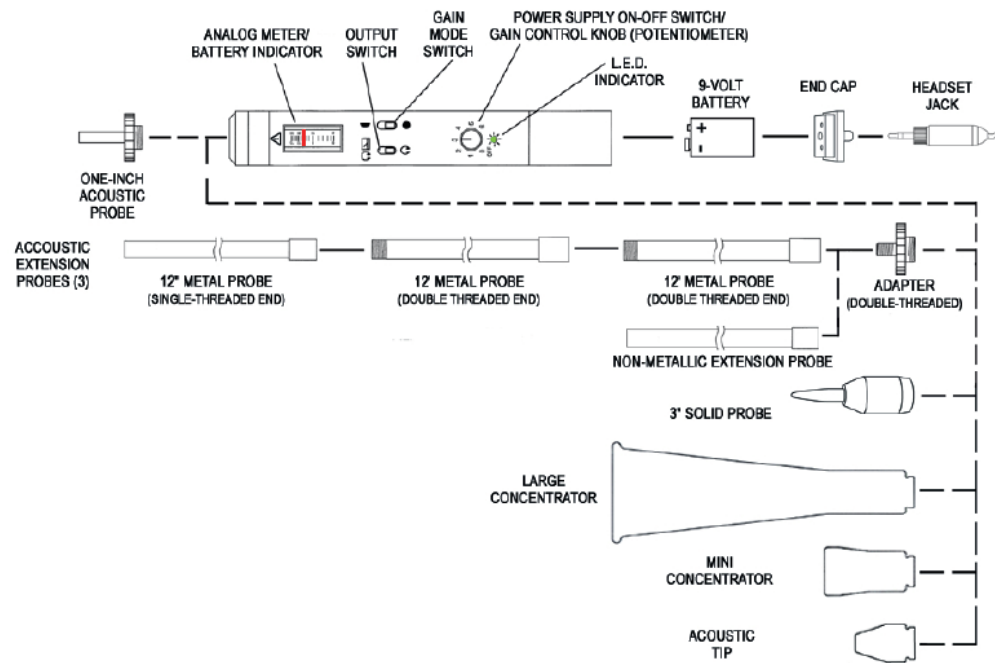 ANALOG METER/
BATTERY INDICATOR
OUTPUT
SWITCH
GAIN
MODE
SWITCH
POWER SUPPLY ON-OFF SWITCH/
GAIN CONTROL KNOB (POTENTIOMETER)
L.E.D.
INDICATOR
9-VOLT
BATTERY
END CAP
HEADSET
JACK
+
-
ONE-INCH
ACOUSTIC
PROBE
ACCOUSTIC
EXTENSION
PROBES (3)
12" METAL PROBE
(SINGLE-THREADED END)
12' METAL PROBE
(DOUBLE THREADED END)
12' METAL PROBE
(DOUBLE THREADED END)
ADAPTER
(DOUBLE-THREADED)
NON-METALLIC EXTENSION PROBE
3" SOLID PROBE
LARGE
CONCENTRATOR
MINI
CONCENTRATOR
ACOUSTIC
TIP